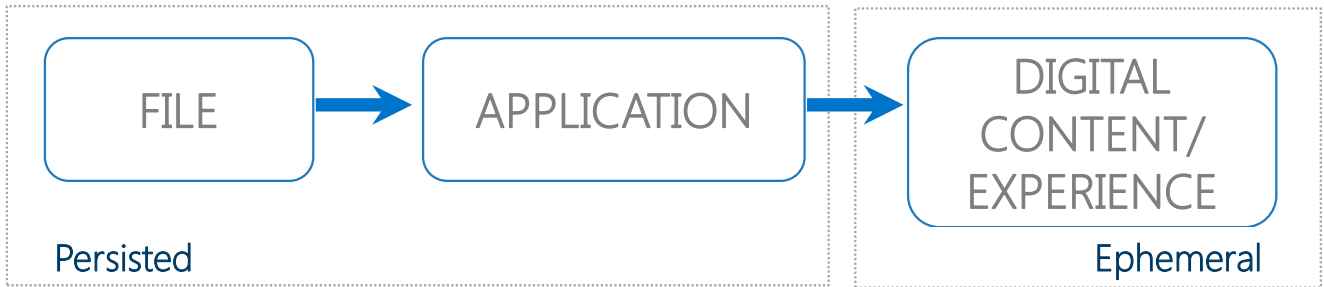 FILE
APPLICATION
DIGITAL
CONTENT/
EXPERIENCE
Persisted
Ephemeral